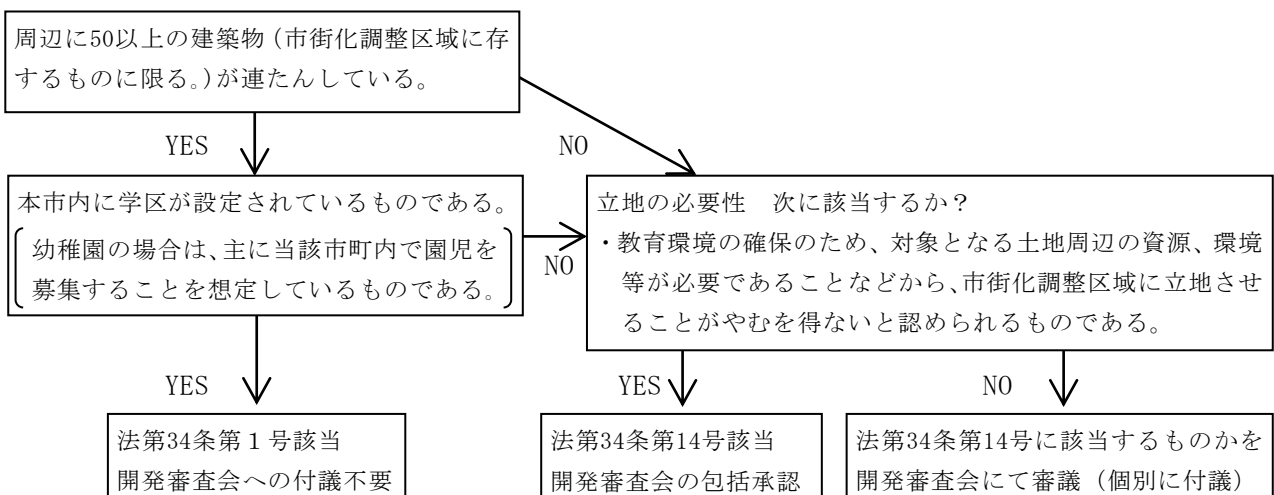 周辺に50以上の建築物(市街化調整区域に存
するものに限る。)が連たんしている。
YES
NO
本市内に学区が設定されているものである。
幼稚園の場合は、主に当該市町内で園児を
募集することを想定しているものである。
NO
立地の必要性　次に該当するか?
・教育環境の確保のため、対象となる土地周辺の資源、環境
等が必要であることなどから、市街化調整区域に立地させ
ることがやむを得ないと認められるものである。
YES
YES
NO
法第34条第1号該当
開発審査会への付議不要
法第34条第14号該当
開発審査会の包括承認
法第34条第14号に該当するものかを
開発審査会にて審議（個別に付議）